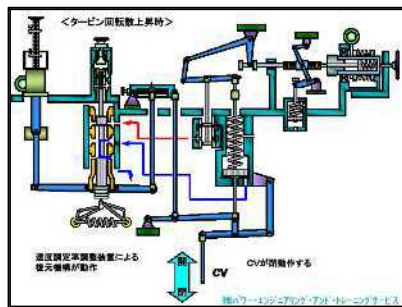 ＜タービン回転数上昇時＞
速度調定率調整装置による
復元機構が動作
開
閉
CV
CVが閉動作する
㈱パワー・エンジニアリング・アンド・トレーニングサービス